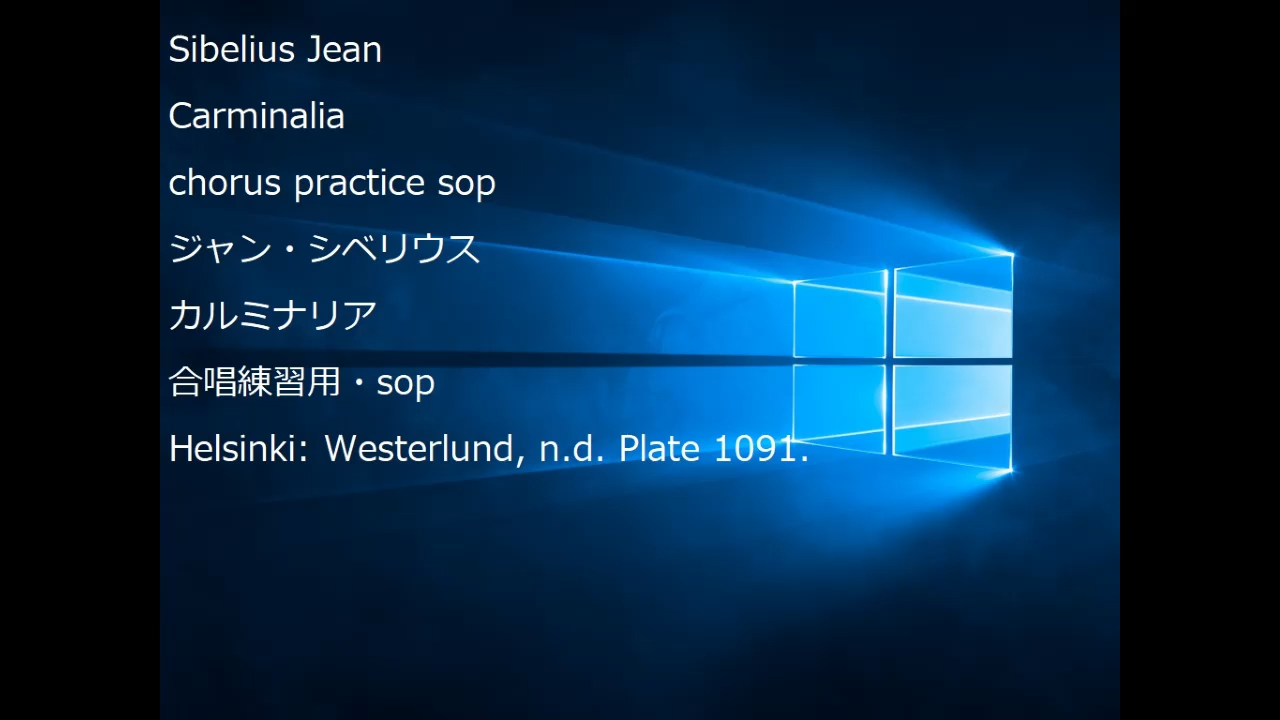 Sibelius Jean
Carminalia
chorus practice sop
ジャン・シベリウス
カルミナリア
合唱練習用・sop
Helsinki: Westerlund, n.d. Plate 1091.